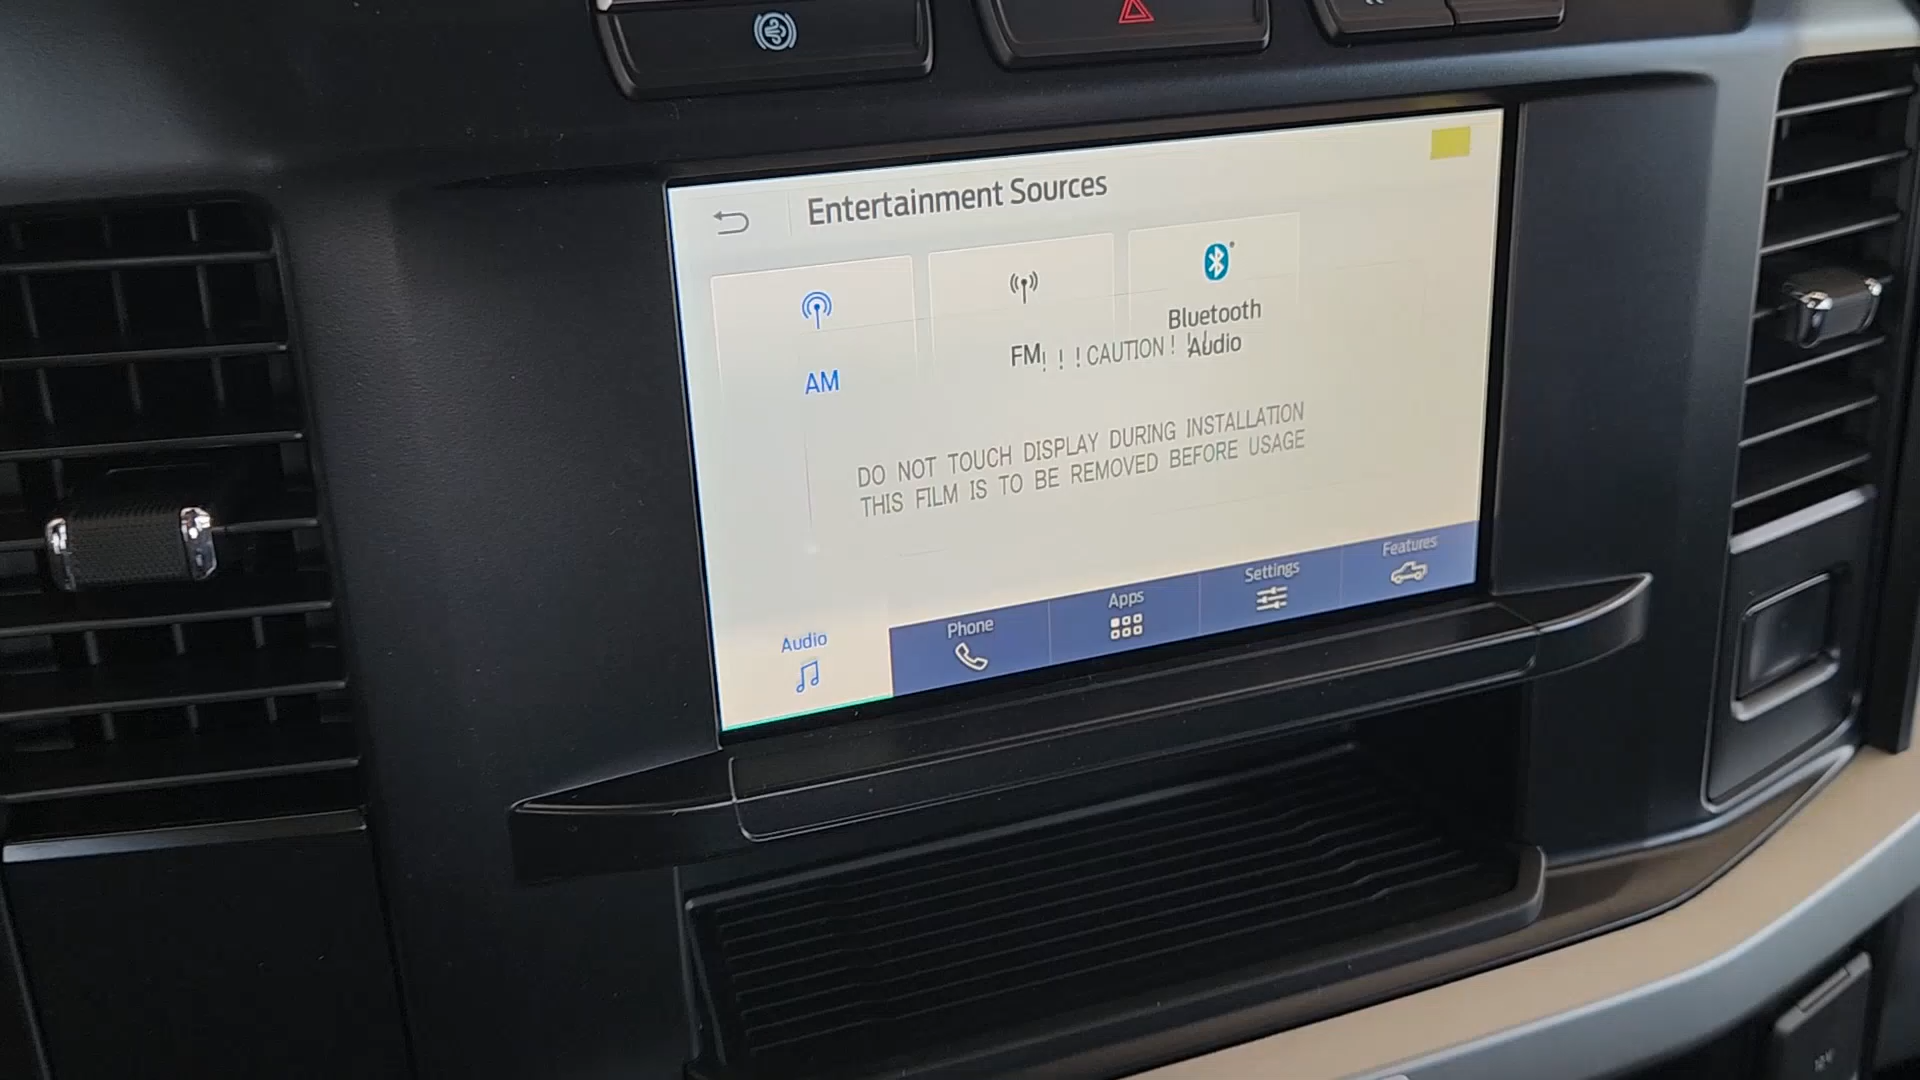 Entertainment Sources
AM
FM
Bluetooth
Audio
! ! ! CAUTION ! !
DO NOT TOUCH DISPLAY DURING INSTALLATION
THIS FILM IS TO BE REMOVED BEFORE USAGE
Audio
Phone
Apps
Settings
Features